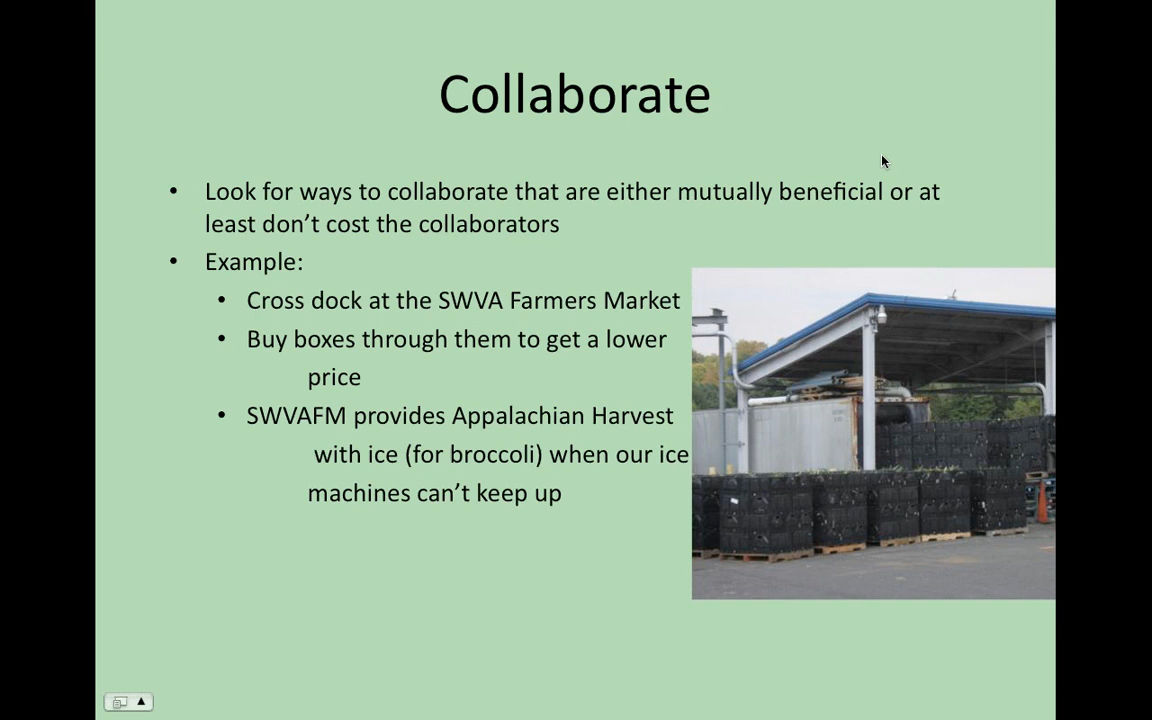 Collaborate
• Look for ways to collaborate that are either mutually beneficial or at
least don’t cost the collaborators
• Example:
• Cross dock at the SWVA Farmers Market
• Buy boxes through them to get a lower
price
• SWVAFM provides Appalachian Harvest
with ice (for broccoli) when our ice
machines can’t keep up